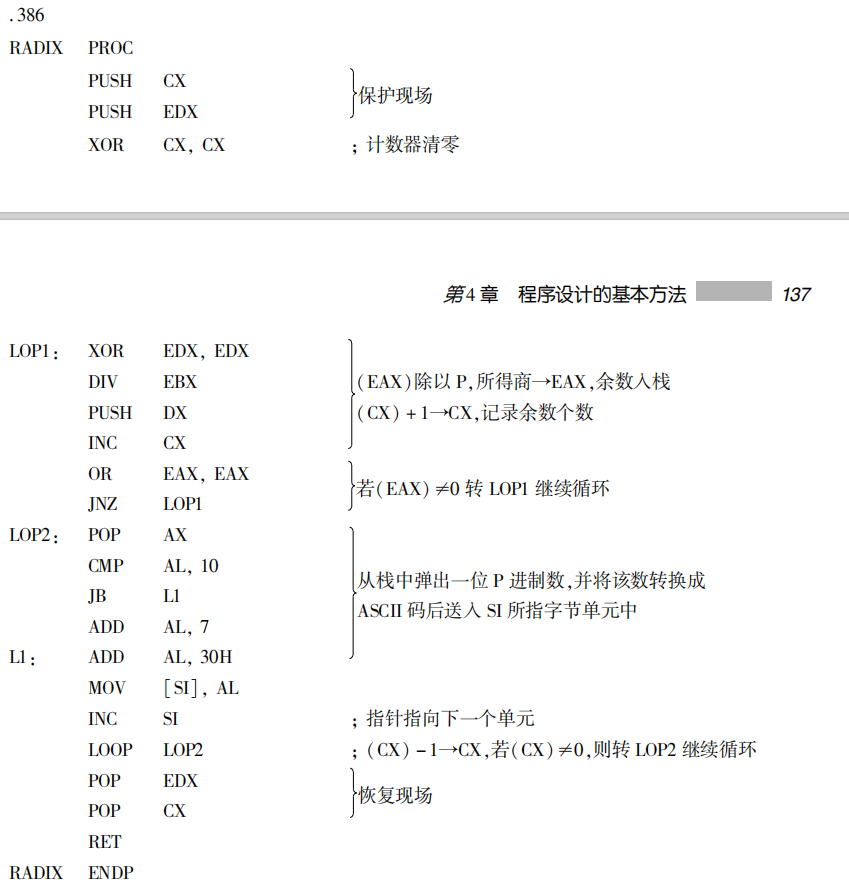 .386
RADIX PROC
PUSH CX
保护现场
PUSH EDX
XOR CX, CX ; 计数器清零
第4章 程序设计的基本方法 137
LOP1: XOR EDX, EDX
DIV EBX (EAX)除以 P,所得商→EAX,余数入栈
PUSH DX (CX)+1→CX,记录余数个数
INC CX
OR EAX, EAX
若(EAX)≠0 转 LOP1 继续循环
JNZ LOP1
LOP2: POP AX
CMP AL, 10 从栈中弹出一位 P 进制数,并将该数转换成
JB L1 ASCII 码后送入 SI 所指字节单元中
ADD AL, 7
L1: ADD AL, 30H
MOV [SI], AL
INC SI ; 指针指向下一个单元
LOOP LOP2 ; (CX)-1→CX,若(CX)≠0,则转 LOP2 继续循环
POP EDX
恢复现场
POP CX
RET
RADIX ENDP